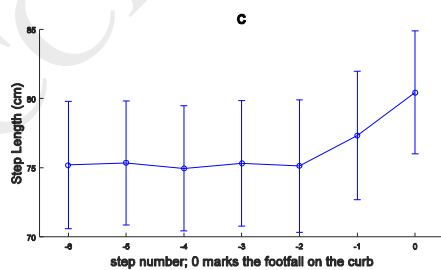 c
Step Length (cm)
85
80
75
70
-6 -5 -4 -3 -2 -1 0
step number; 0 marks the footfall on the curb